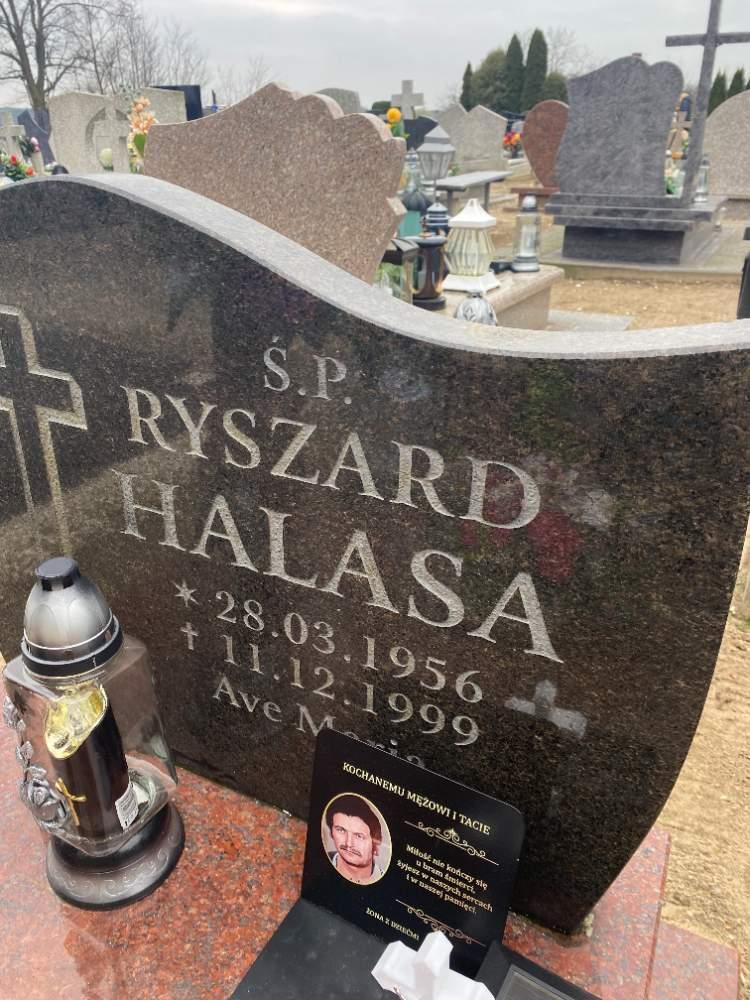 Ś.P.
RYSZARD
HALASA
* 28.03.1956
† 11.12.1999
Ave Maria
KOCHANEMU MĘŻOWI I TACIE
Miłość nie kończy się
u bram śmierci,
żyjesz w naszych sercach
i w naszej pamięci.
ŻONA Z DZIEĆMI